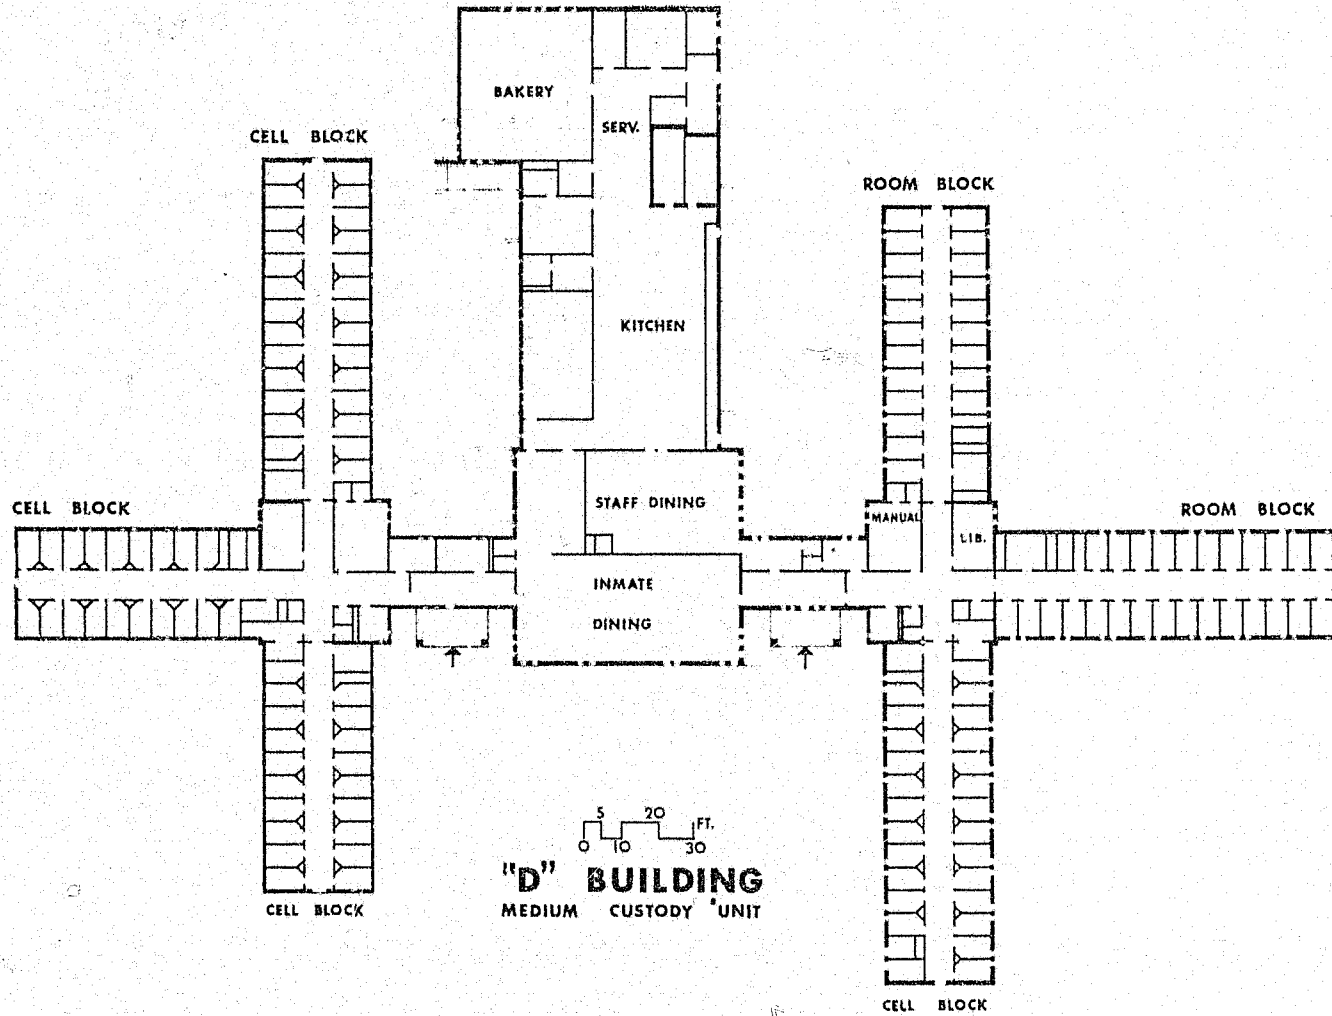 BAKERY
SERV.
CELL BLOCK
ROOM BLOCK
KITCHEN
STAFF DINING
CELL BLOCK
MANUAL
LIB.
ROOM BLOCK
INMATE
DINING
5 20 FT.
0 10 30
"D" BUILDING
MEDIUM CUSTODY UNIT
CELL BLOCK
CELL BLOCK